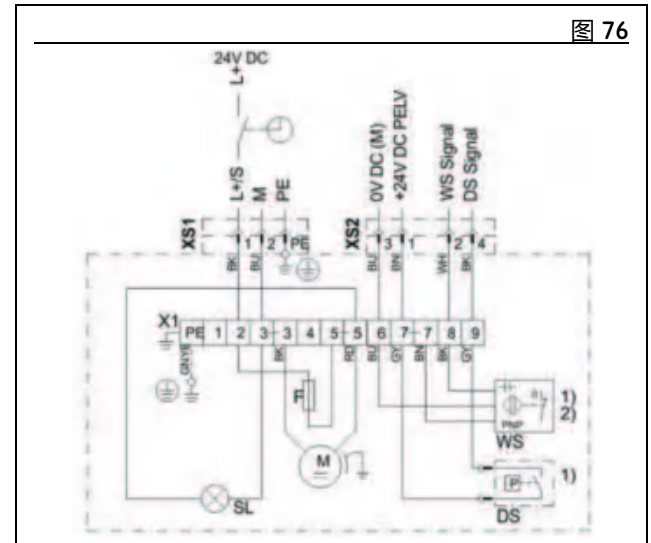 图 76
24V DC
L+
L+/S
M
PE
0V DC (M)
+24V DC PELV
WS Signal
DS Signal
XS1
1
2
PE
XS2
3
1
2
4
BK
BU
BU
BN
WH
BK
X1
PE 1 2 3 3 4 5 5 6 7 7 8 9
GNYE
BK
RD
BU
GY
BN
BK
GY
F
1)
2)
PNP
WS
M
P
1)
SL
DS